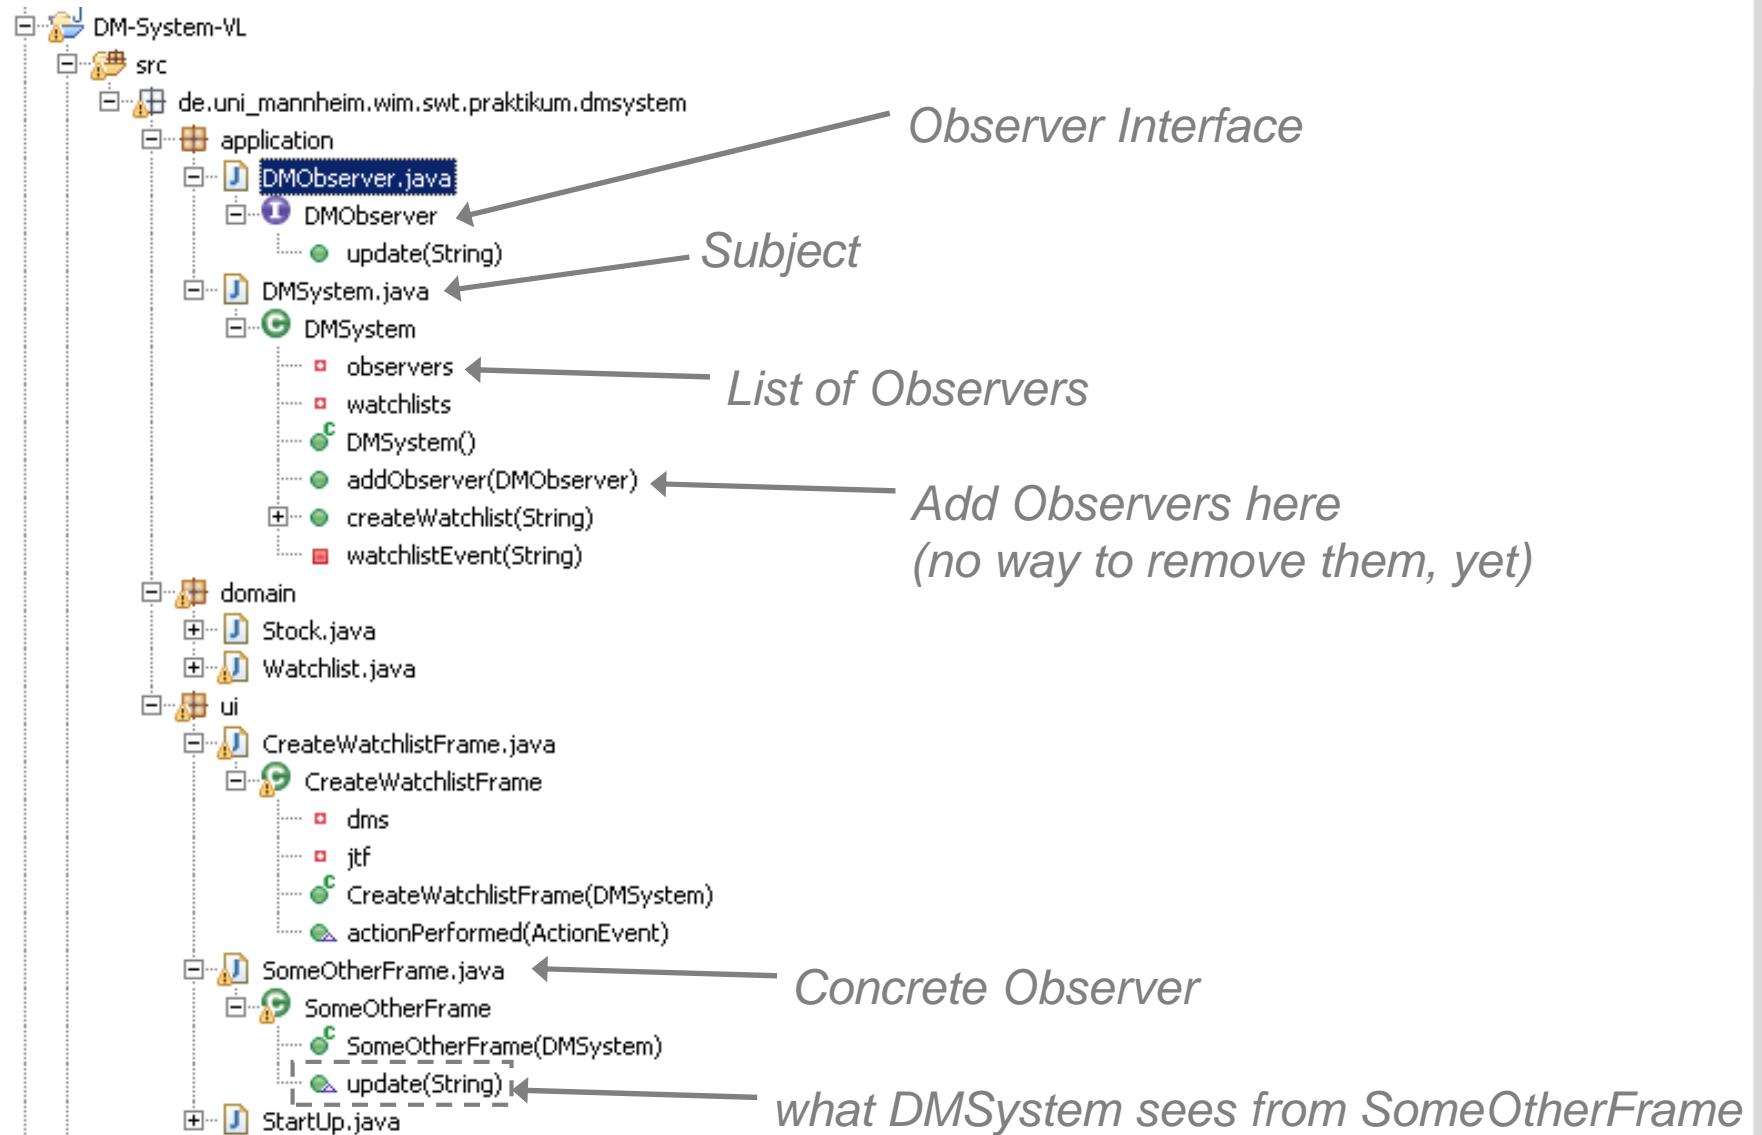 DM-System-VL
src
de.uni_mannheim.wim.swt.praktikum.dmsystem
application
Observer Interface
DMObserver.java
DMObserver
update(String)
Subject
DMSystem.java
DMSystem
observers
List of Observers
watchlists
DMSystem()
addObserver(DMObserver)
Add Observers here
(no way to remove them, yet)
createWatchlist(String)
watchlistEvent(String)
domain
Stock.java
Watchlist.java
ui
CreateWatchlistFrame.java
CreateWatchlistFrame
dms
jtf
CreateWatchlistFrame(DMSystem)
actionPerformed(ActionEvent)
SomeOtherFrame.java
Concrete Observer
SomeOtherFrame
SomeOtherFrame(DMSystem)
update(String)
what DMSystem sees from SomeOtherFrame
StartUp.java